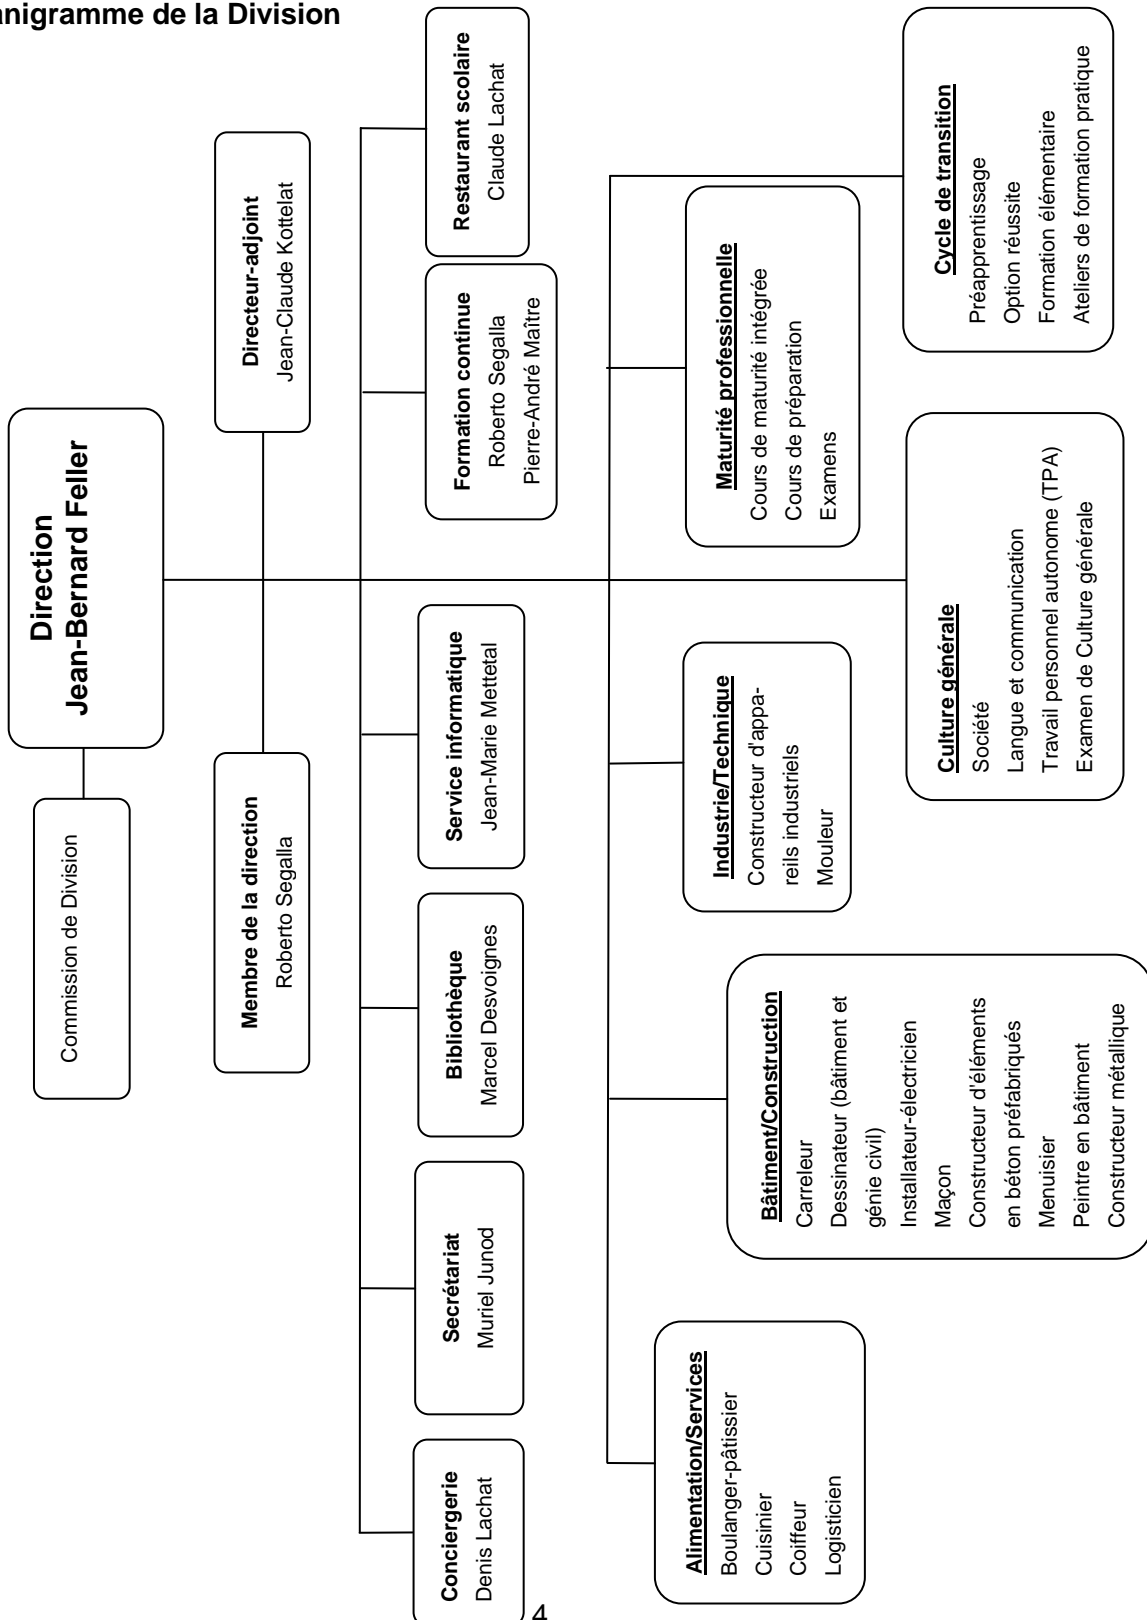 anigramme de la Division
Direction
Jean-Bernard Feller
Commission de Division
Directeur-adjoint
Jean-Claude Kottelat
Membre de la direction
Roberto Segalla
Conciergerie
Denis Lachat
Secrétariat
Muriel Junod
Bibliothèque
Marcel Desvoignes
Service informatique
Jean-Marie Mettetal
Formation continue
Roberto Segalla
Pierre-André Maître
Restaurant scolaire
Claude Lachat
Alimentation/Services
Boulanger-pâtissier
Cuisinier
Coiffeur
Logisticien
Bâtiment/Construction
Carreleur
Dessinateur (bâtiment et
génie civil)
Installateur-électricien
Maçon
Constructeur d'éléments
en béton préfabriqués
Menuisier
Peintre en bâtiment
Constructeur métallique
Industrie/Technique
Constructeur d'appa-
reils industriels
Mouleur
Maturité professionnelle
Cours de maturité intégrée
Cours de préparation
Examens
Culture générale
Société
Langue et communication
Travail personnel autonome (TPA)
Examen de Culture générale
Cycle de transition
Préapprentissage
Option réussite
Formation élémentaire
Ateliers de formation pratique
4